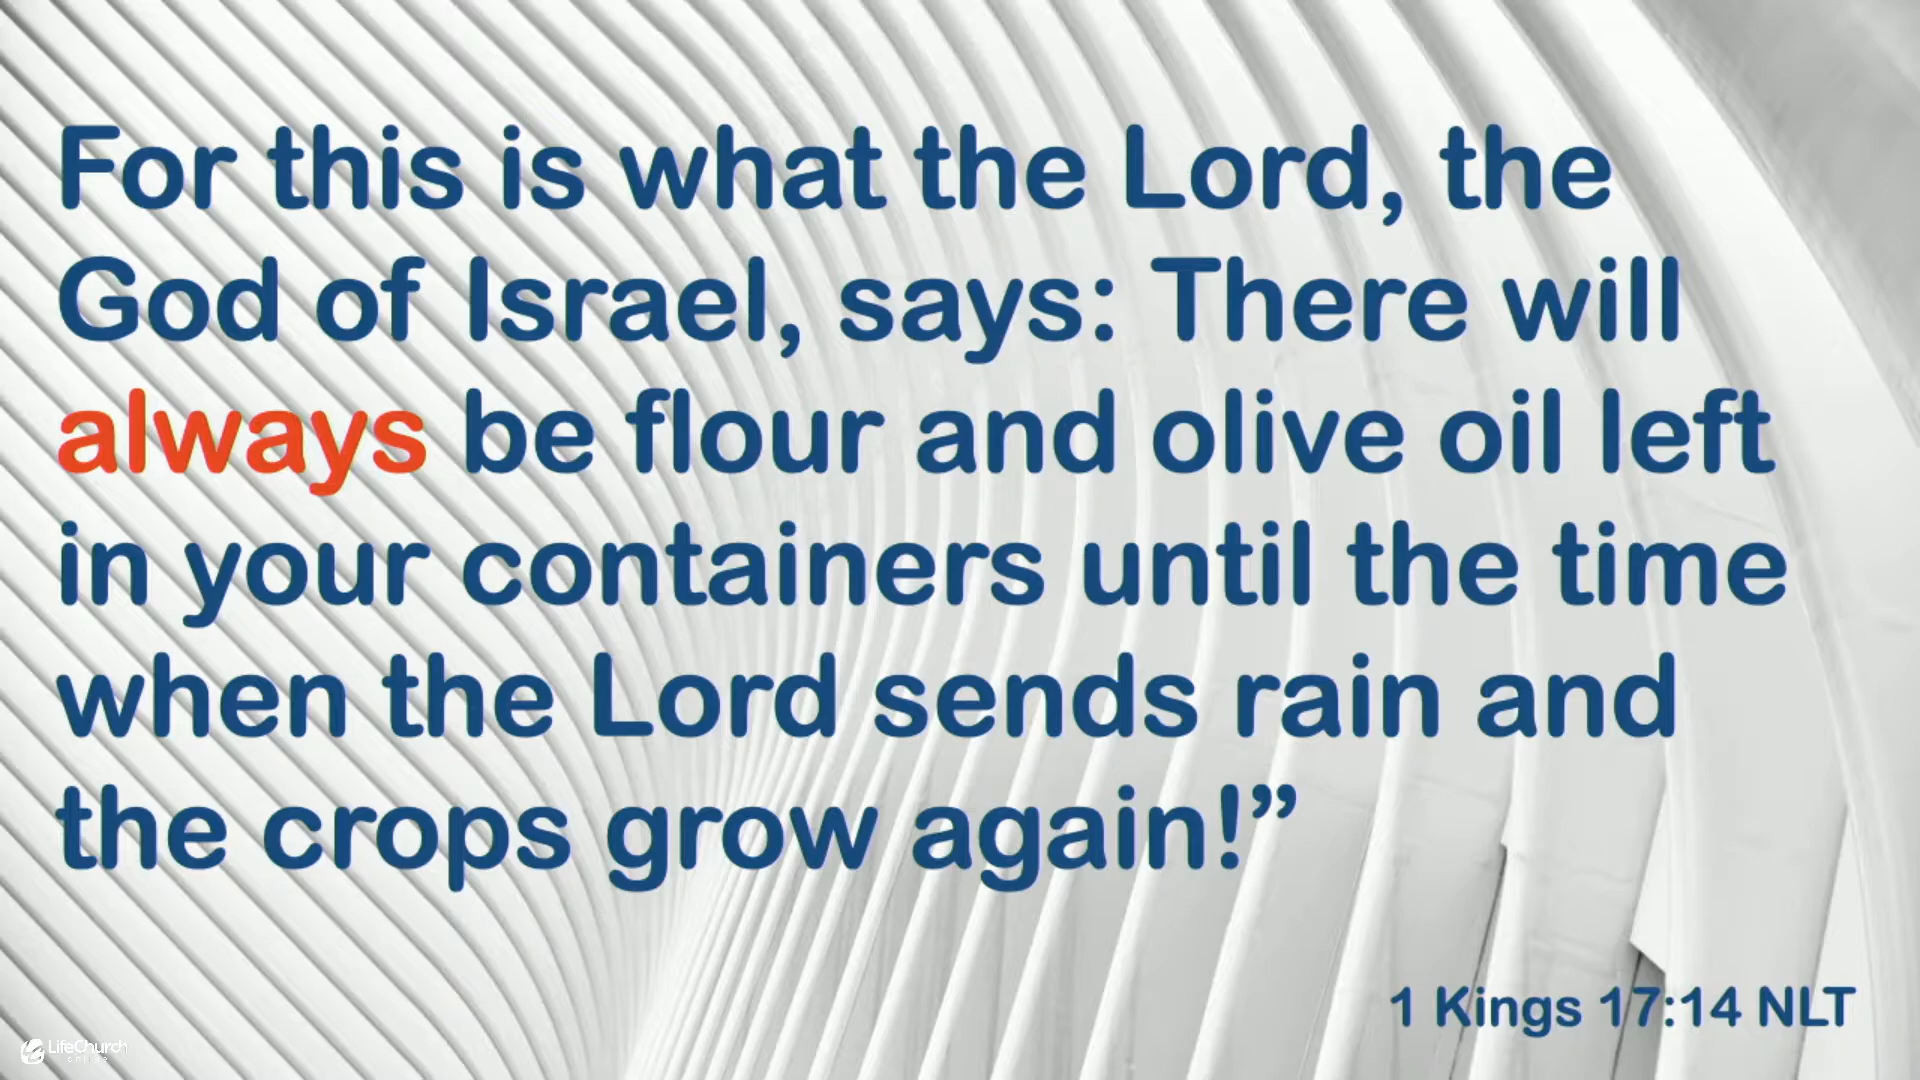 For this is what the Lord, the
God of Israel, says: There will
always be flour and olive oil left
in your containers until the time
when the Lord sends rain and
the crops grow again!”
1 Kings 17:14 NLT
LifeChurch
online